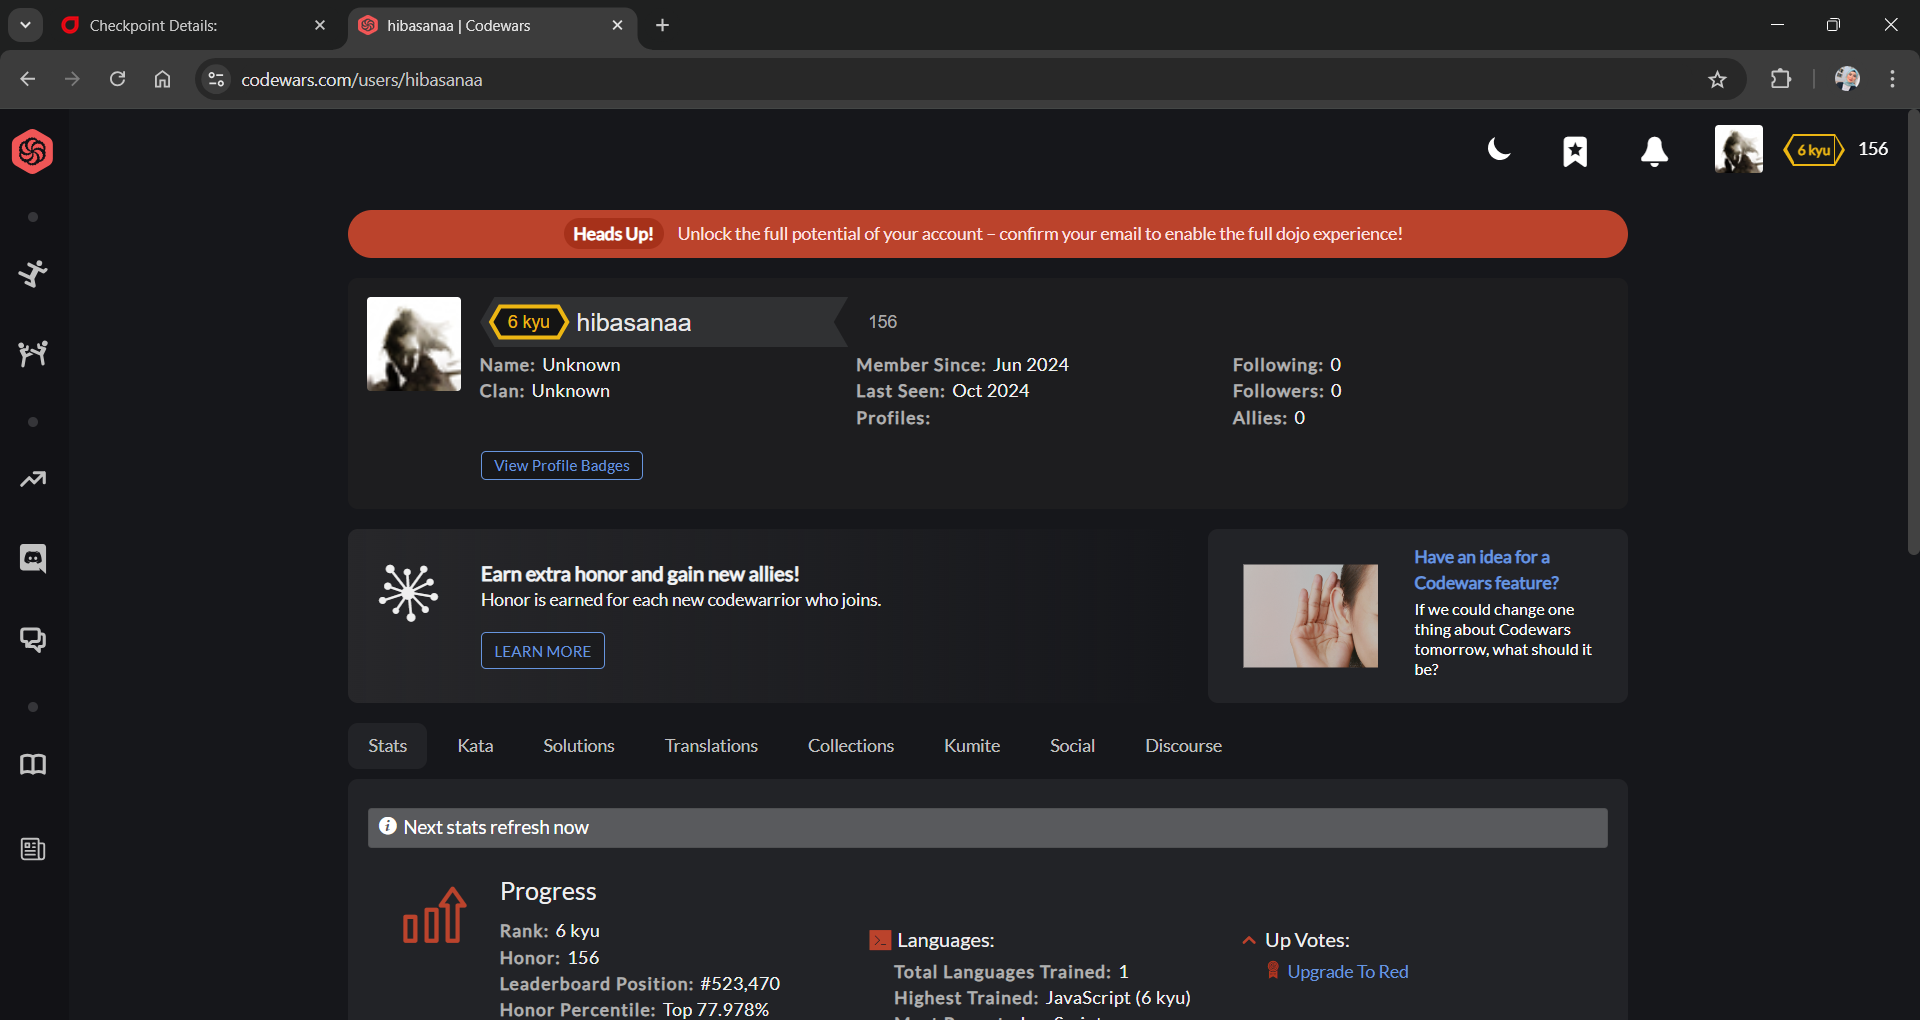 Checkpoint Details:
hibasanaa | Codewars
codewars.com/users/hibasanaa
6 kyu
156
Heads Up! Unlock the full potential of your account – confirm your email to enable the full dojo experience!
6 kyu hibasanaa
156
Name: Unknown
Clan: Unknown
Member Since: Jun 2024
Last Seen: Oct 2024
Profiles:
Following: 0
Followers: 0
Allies: 0
View Profile Badges
Earn extra honor and gain new allies!
Honor is earned for each new codewarrior who joins.
LEARN MORE
Have an idea for a
Codewars feature?
If we could change one
thing about Codewars
tomorrow, what should it
be?
Stats Kata Solutions Translations Collections Kumite Social Discourse
Next stats refresh now
Progress
Rank: 6 kyu
Honor: 156
Leaderboard Position: #523,470
Honor Percentile: Top 77.978%
Languages:
Total Languages Trained: 1
Highest Trained: JavaScript (6 kyu)
Up Votes:
Upgrade To Red